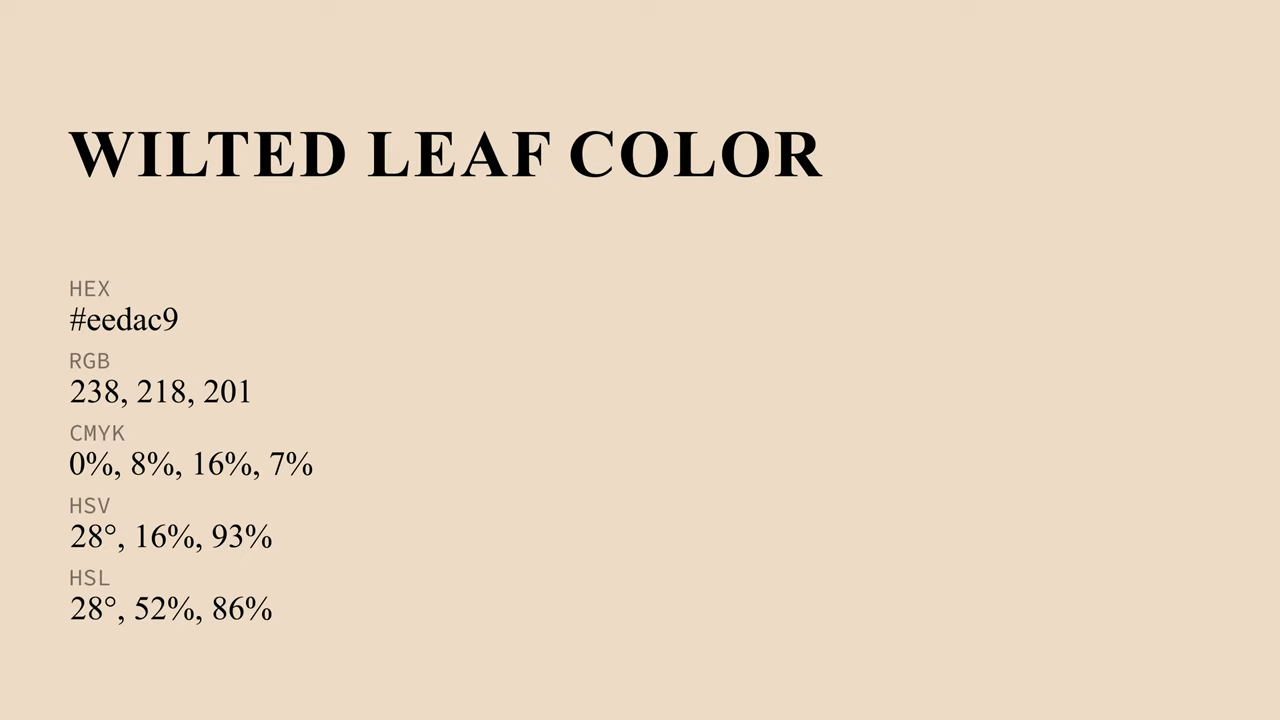 WILTED LEAF COLOR
HEX
#eedac9
RGB
238, 218, 201
CMYK
0%, 8%, 16%, 7%
HSV
28°, 16%, 93%
HSL
28°, 52%, 86%